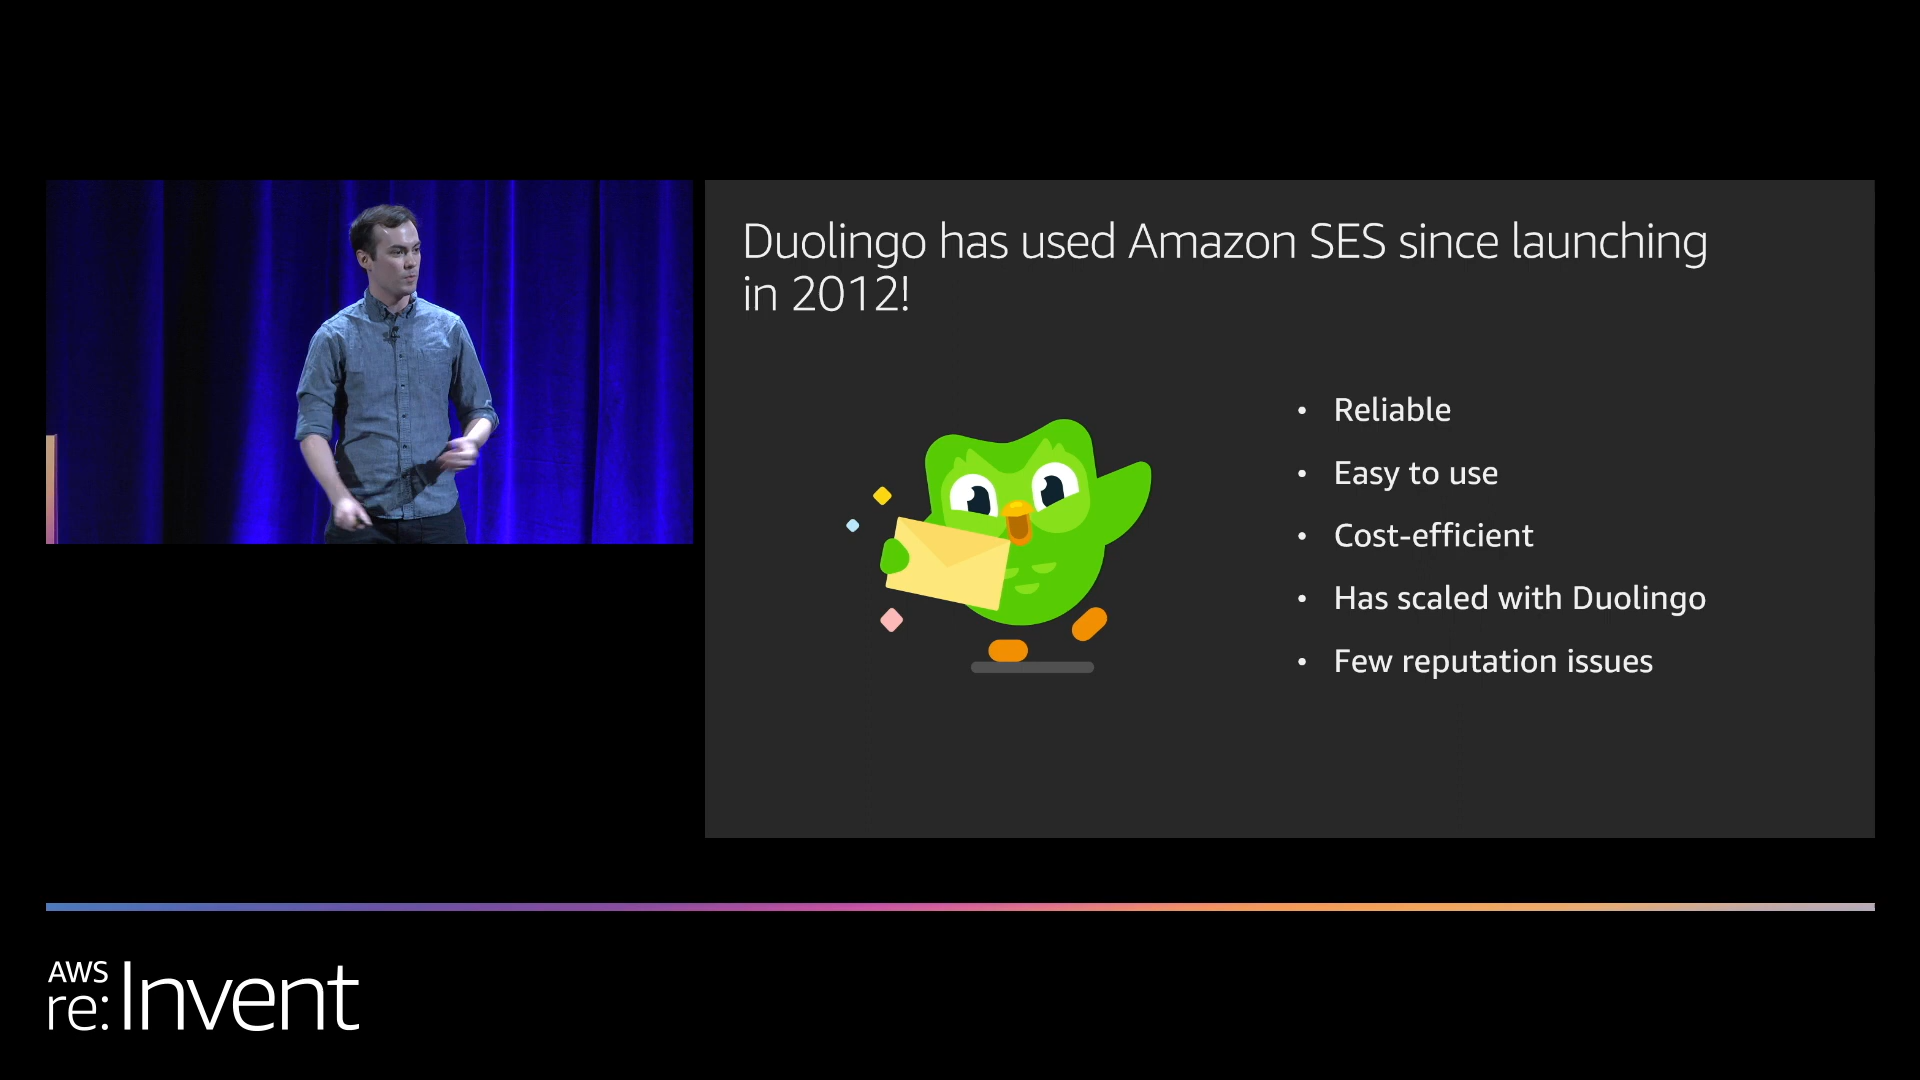 Duolingo has used Amazon SES since launching
in 2012!
• Reliable
• Easy to use
• Cost-efficient
• Has scaled with Duolingo
• Few reputation issues
AWS
re:Invent